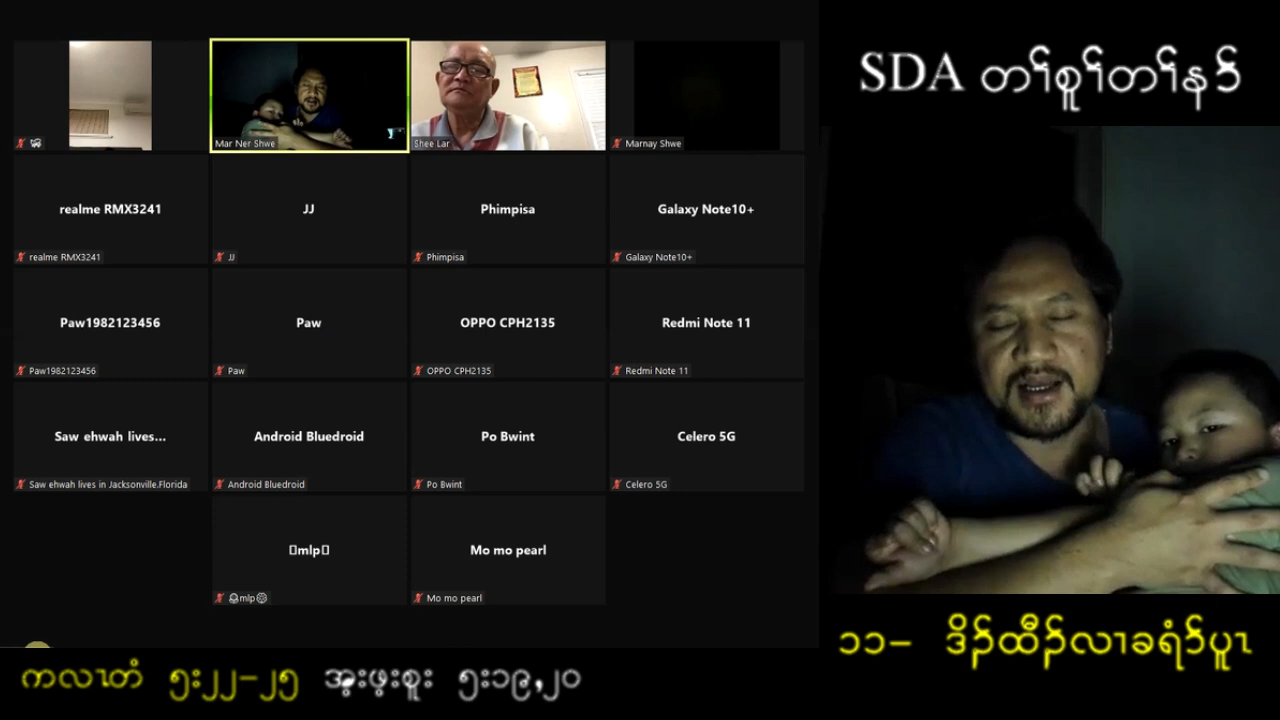 Mar Ner Shwe
Shee Lar
Marnay Shwe
realme RMX3241
realme RMX3241
JJ
JJ
Phimpisa
Phimpisa
Galaxy Note10+
Galaxy Note10+
Paw1982123456
Paw1982123456
Paw
Paw
OPPO CPH2135
OPPO CPH2135
Redmi Note 11
Redmi Note 11
Saw ehwah lives...
Saw ehwah lives in Jacksonville.Florida
Android Bluedroid
Android Bluedroid
Po Bwint
Po Bwint
Celero 5G
Celero 5G
mlp
mlp
Mo mo pearl
Mo mo pearl
SDA တၢ်စူၢ်တၢ်နာ်
၁၁– ဒိၣ်ထီၣ်လၢခရံာ်ပူၤ
ကလၤတံ ၅း၂၂–၂၅ အ့းဖ့းစူး ၅း၁၉,၂၀